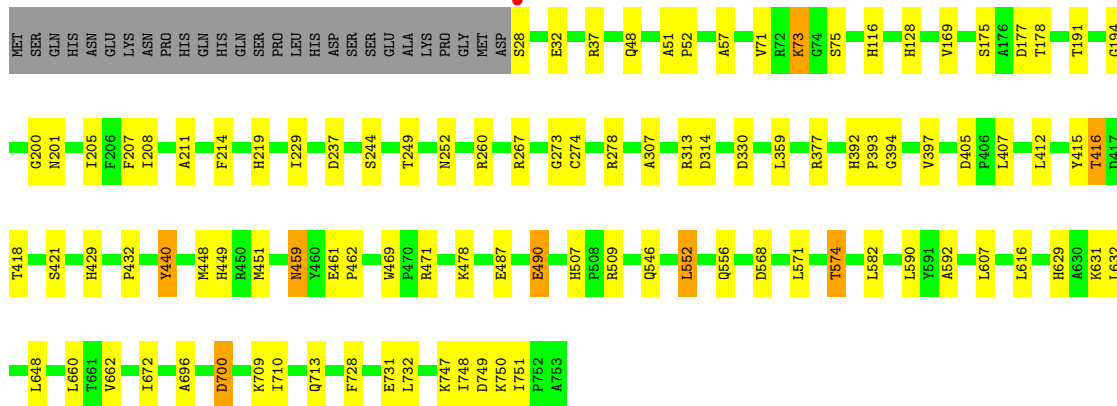 MET SER GLN HIS ASN GLU LYS ASN PRO HIS GLN HIS GLN SER PRO LEU HIS ASP SER SER GLU ALA LYS PRO GLY MET ASP S28 E32 R37 Q48 A51 P52 A57 V71 R72 K73 G74 S75 H116 H128 V169 S175 A176 D177 T178 T191 G194
G200 N201 I205 F206 F207 I208 A211 F214 H219 I229 D237 S244 T249 N252 R260 R267 G273 C274 R278 A307 R313 D314 D330 L359 R377 H392 P393 G394 V397 D405 P406 L407 L412 Y415 T416 D417
T418 S421 H429 P432 Y440 M448 H449 R450 M451 N459 Y460 E461 P462 W469 P470 R471 K478 E487 E490 H507 P508 R509 Q546 L552 Q556 D568 L571 T574 L582 L590 Y591 A592 L607 L616 H629 A630 K631 L632
L648 L660 T661 V662 I672 A696 D700 K709 I710 Q713 F728 E731 L732 K747 I748 D749 K750 I751 P752 A753